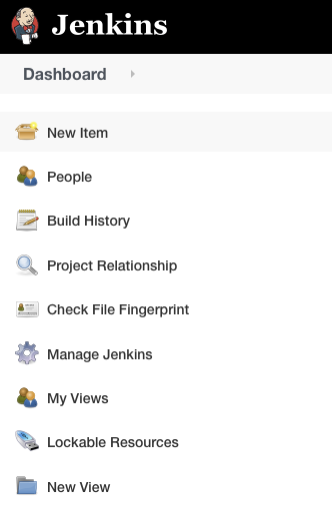 Jenkins
Dashboard
New Item
People
Build History
Project Relationship
Check File Fingerprint
Manage Jenkins
My Views
Lockable Resources
New View